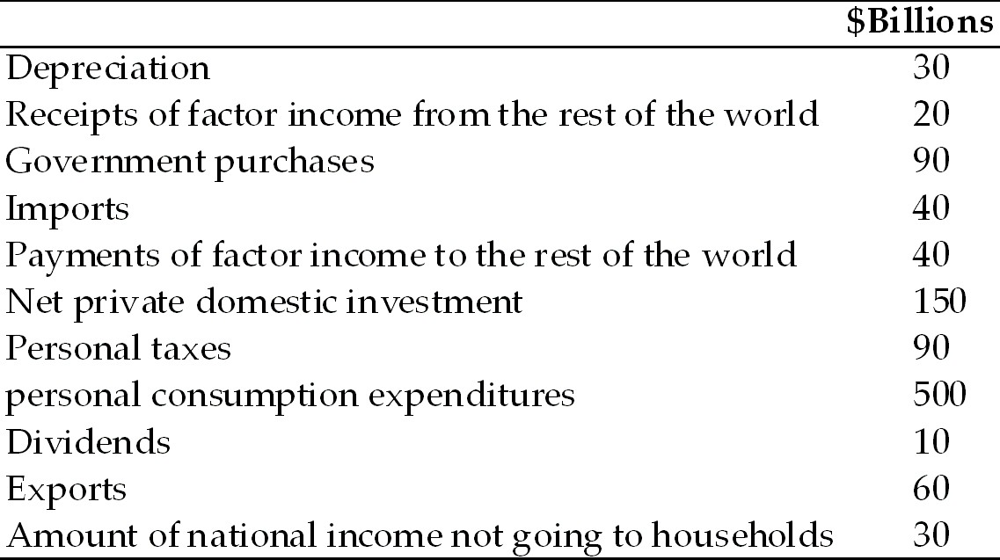 $Billions
Depreciation 30
Receipts of factor income from the rest of the world 20
Government purchases 90
Imports 40
Payments of factor income to the rest of the world 40
Net private domestic investment 150
Personal taxes 90
personal consumption expenditures 500
Dividends 10
Exports 60
Amount of national income not going to households 30